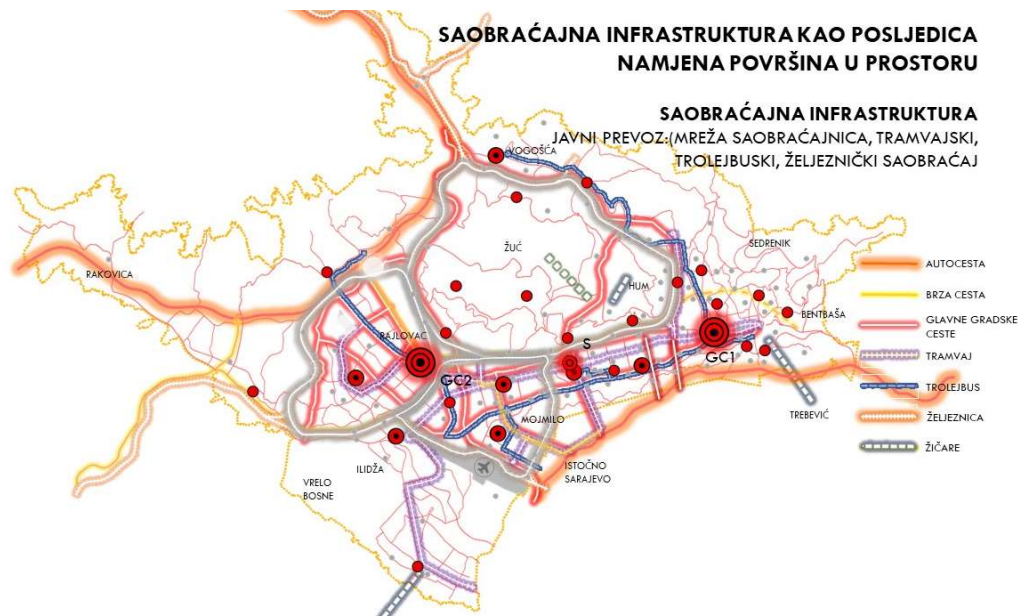 SAOBRAĆAJNA INFRASTRUKTURA KAO POSLJEDICA
NAMJENA POVRŠINA U PROSTORU
SAOBRAĆAJNA INFRASTRUKTURA
JAVNI PREVOZ:(MREŽA SAOBRAĆAJNICA, TRAMVAJSKI,
TROLEJBUSKI, ŽELJEZNIČKI SAOBRAĆAJ
VOGOŠĆA
ŽUČ
SEDRENIK
RAKOVICA
HUM
BENTBAŠA
RAJLOVAC
S
GC1
GC2
MOJMILO
TREBEVIĆ
ILIDŽA
ISTOČNO
SARAJEVO
VRELO
BOSNE
AUTOCESTA
BRZA CESTA
GLAVNE GRADSKE
CESTE
TRAMVAJ
TROLEJBUS
ŽELJEZNICA
ŽIČARE